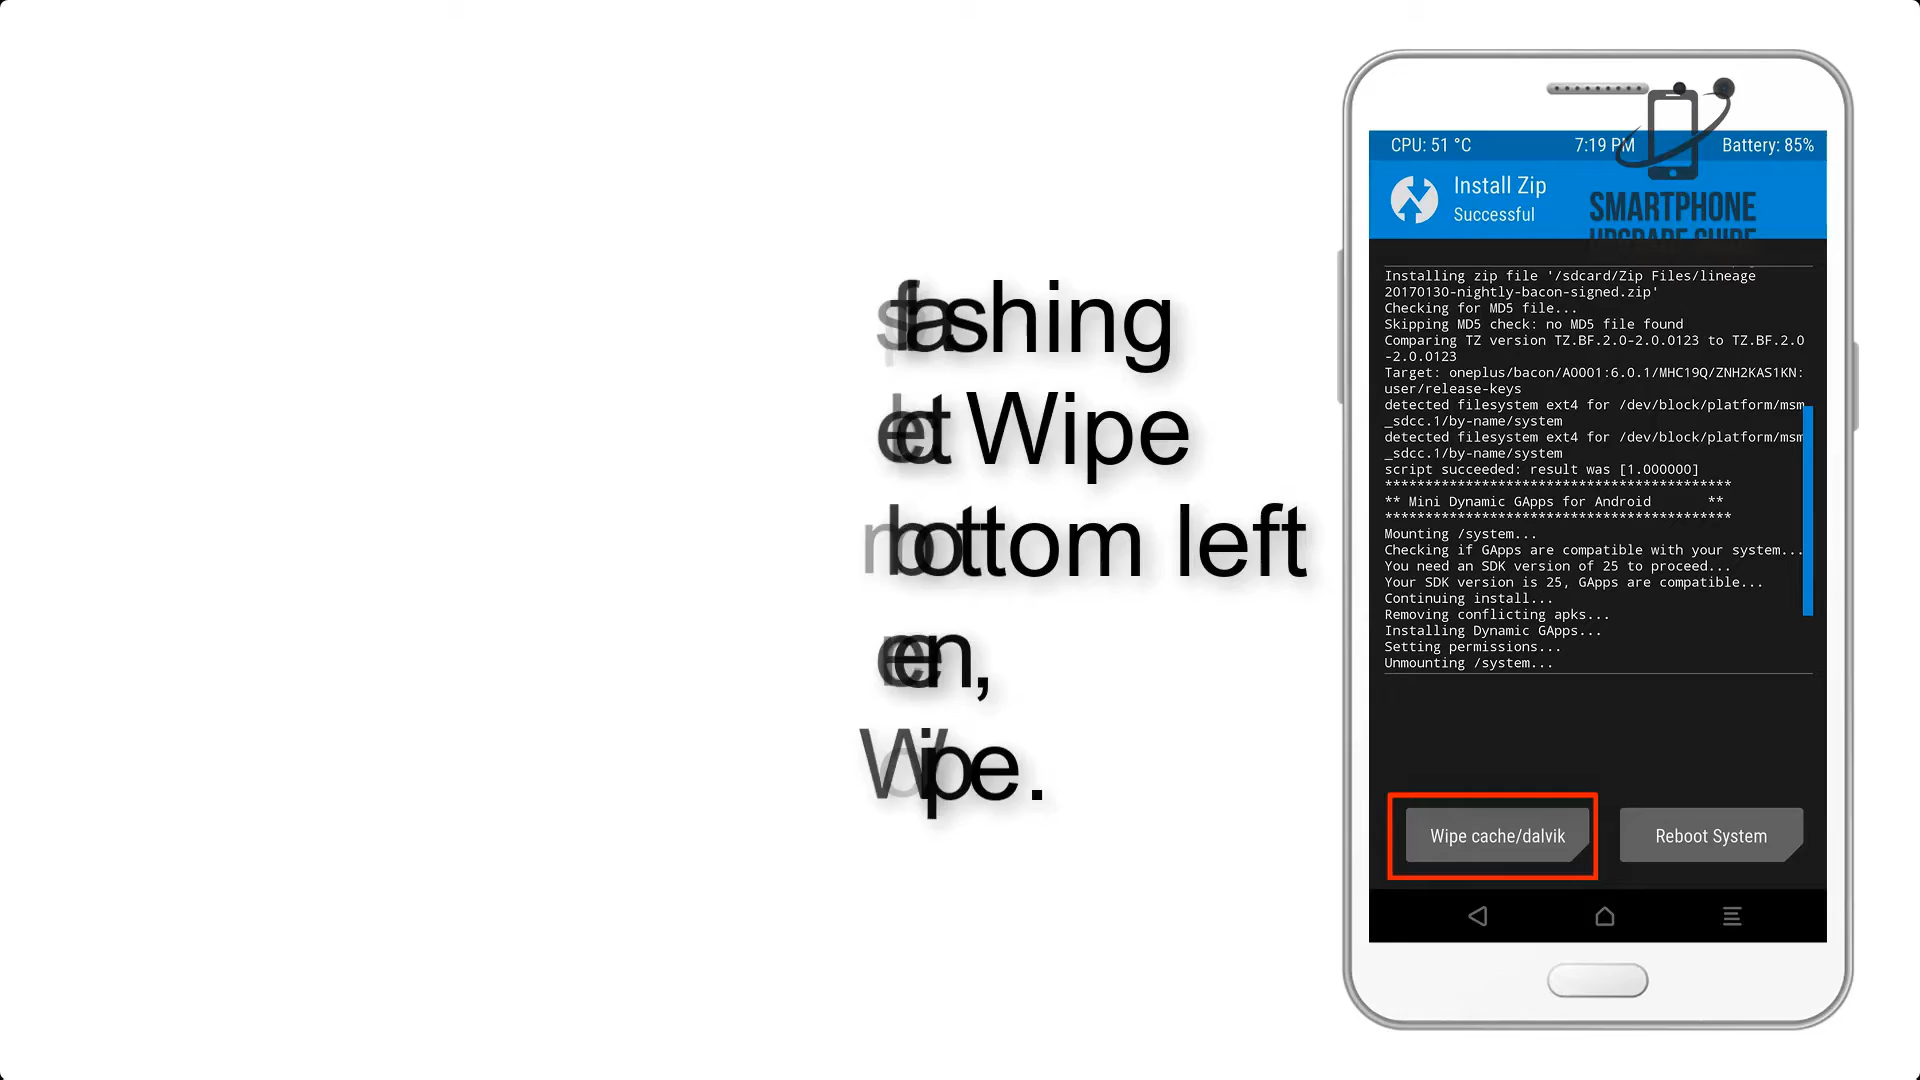 CPU: 51 °C 7:19 PM Battery: 85%
Install Zip
Successful
SMARTPHONE
UPGRADE GUIDE
Installing zip file '/sdcard/Zip Files/lineage
20170130-nightly-bacon-signed.zip'
Checking for MD5 file...
Skipping MD5 check: no MD5 file found
Comparing TZ version TZ.BF.2.0-2.0.0123 to TZ.BF.2.0
-2.0.0123
Target: oneplus/bacon/A0001:6.0.1/MHC19Q/ZNH2KAS1KN:
user/release-keys
detected filesystem ext4 for /dev/block/platform/msm
_sdcc.1/by-name/system
detected filesystem ext4 for /dev/block/platform/msm
_sdcc.1/by-name/system
script succeeded: result was [1.000000]
*******************************************
** Mini Dynamic GApps for Android **
*******************************************
Mounting /system...
Checking if GApps are compatible with your system...
You need an SDK version of 25 to proceed...
Your SDK version is 25, GApps are compatible...
Continuing install...
Removing conflicting apks...
Installing Dynamic GApps...
Setting permissions...
Unmounting /system...
Wipe cache/dalvik Reboot System
flashing
Wipe
bottom left
Wipe.